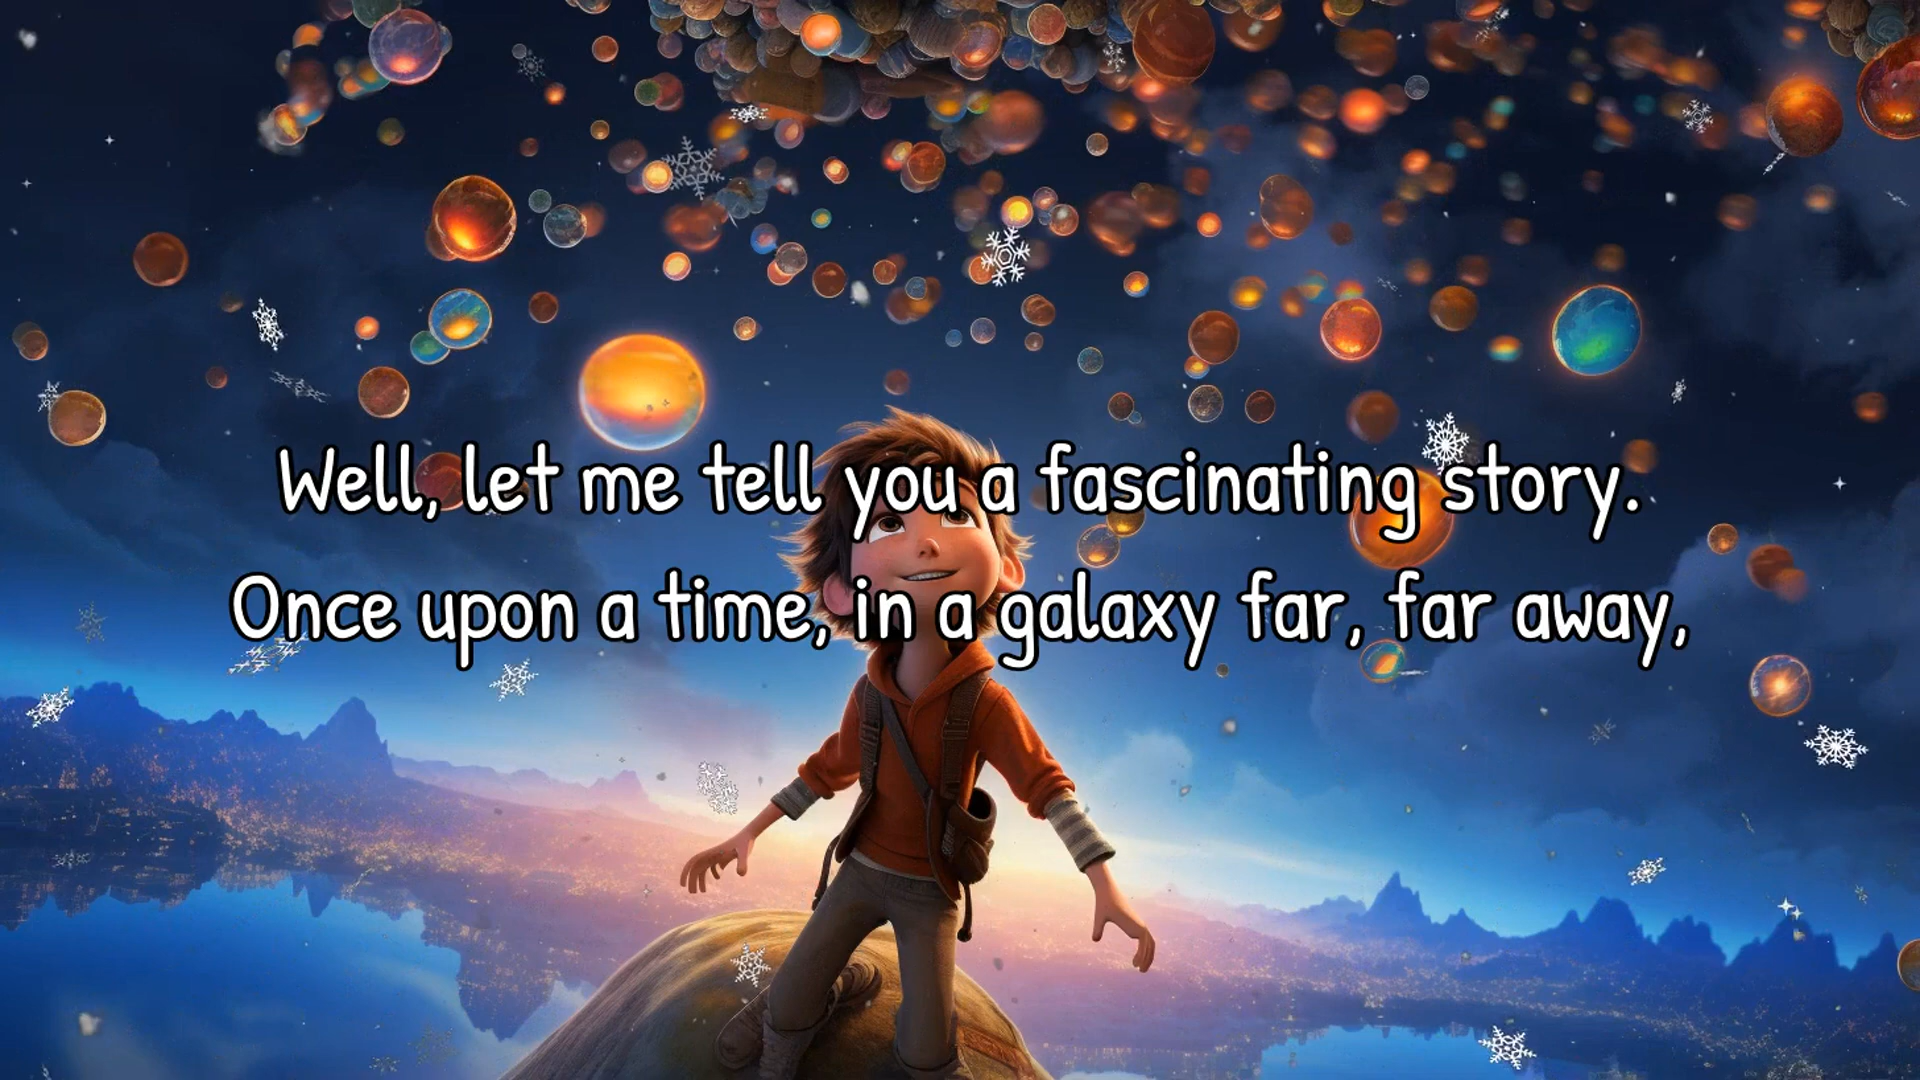 Well, let me tell you a fascinating story.
Once upon a time, in a galaxy far, far away,